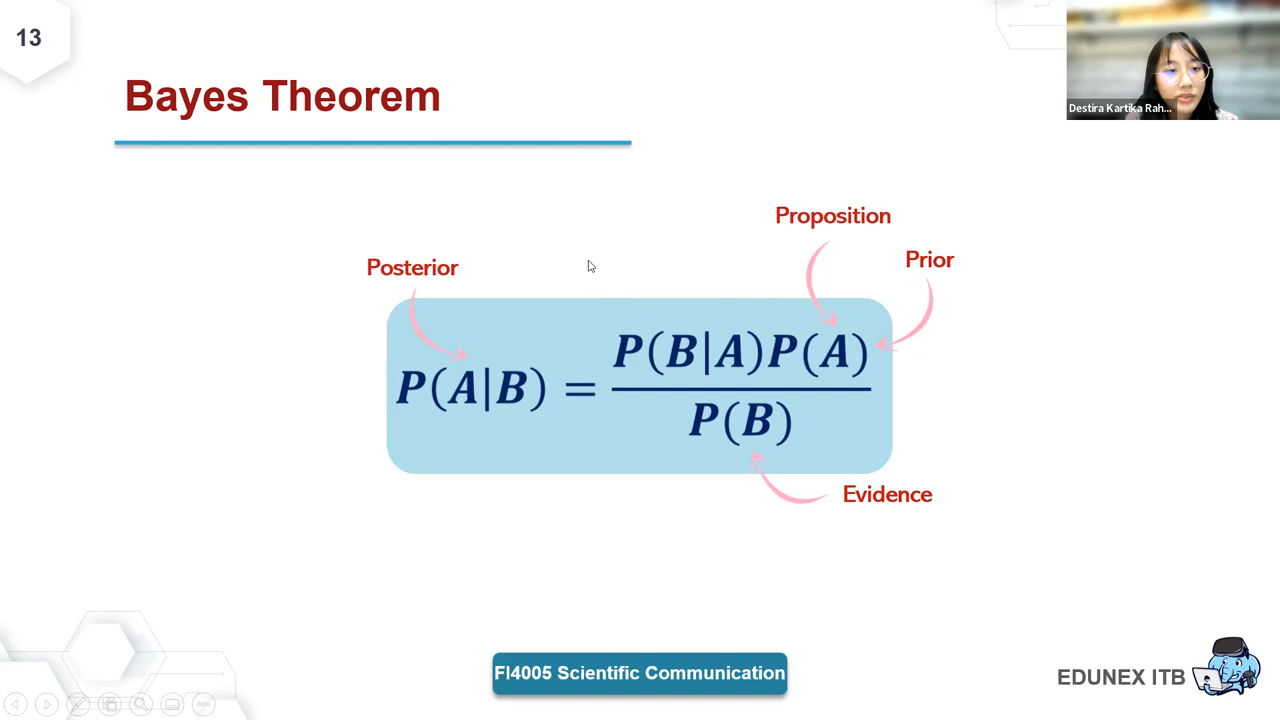 13
Bayes Theorem
Destira Kartika Rah...
Proposition
Prior
Posterior
P(A|B) = P(B|A)P(A)
P(B)
Evidence
FI4005 Scientific Communication
EDUNEX ITB